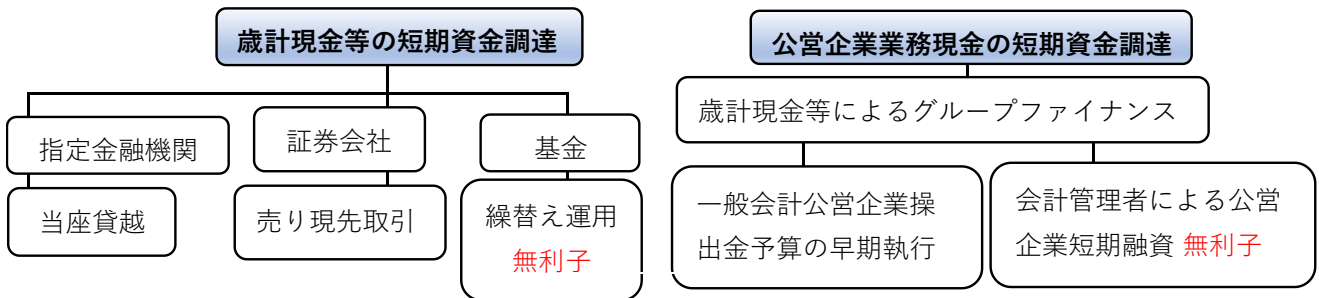 歳計現金等の短期資金調達
指定金融機関
証券会社
基金
当座貸越
売り現先取引
繰替え運用
無利子
公営企業業務現金の短期資金調達
歳計現金等によるグループファイナンス
一般会計公営企業操
出金予算の早期執行
会計管理者による公営
企業短期融資 無利子